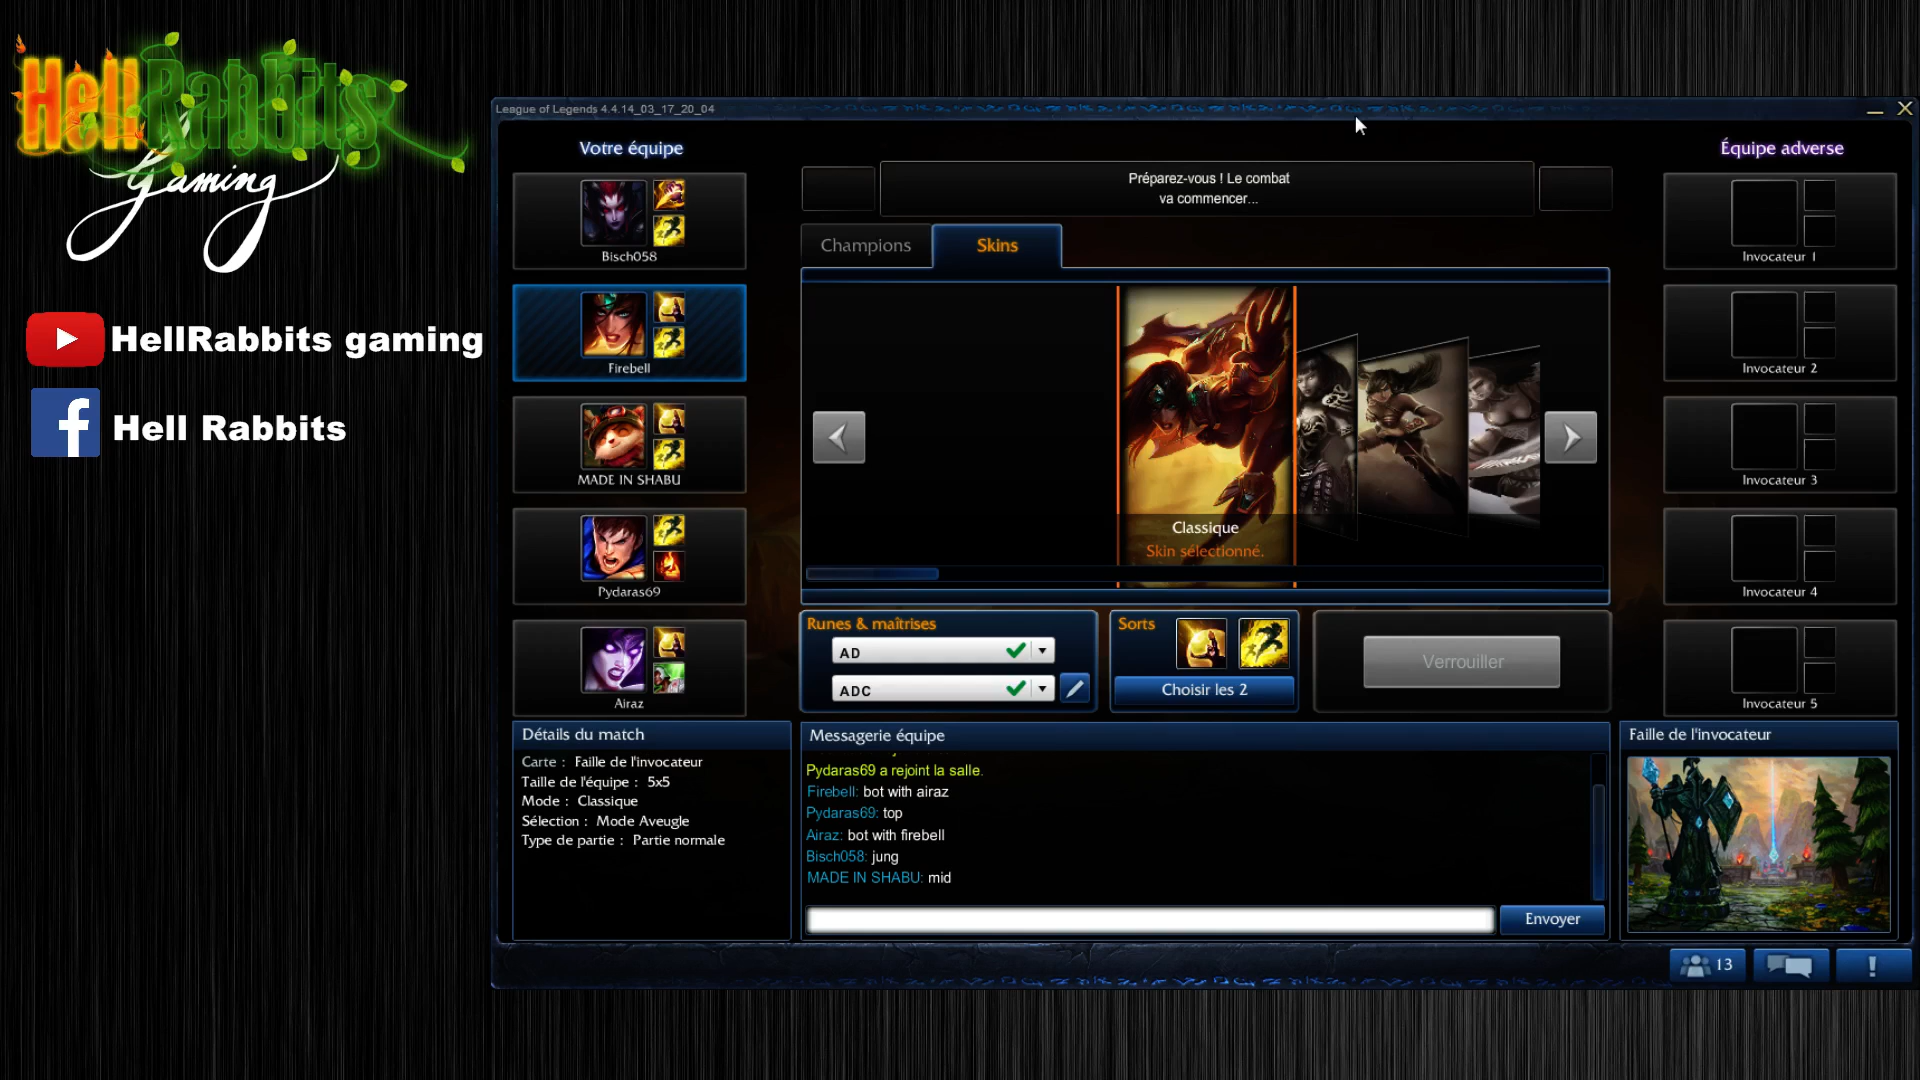 HellRabbits
Gaming
HellRabbits gaming
Hell Rabbits
League of Legends 4.4.14_03_17_20_04
Votre équipe
Bisch058
Firebell
MADE IN SHABU
Pydaras69
Airaz
Préparez-vous ! Le combat
va commencer...
Champions
Skins
Classique
Skin sélectionné.
Runes & maîtrises
AD
ADC
Sorts
Choisir les 2
Verrouiller
Équipe adverse
Invocateur 1
Invocateur 2
Invocateur 3
Invocateur 4
Invocateur 5
Détails du match
Carte : Faille de l'invocateur
Taille de l'équipe : 5x5
Mode : Classique
Sélection : Mode Aveugle
Type de partie : Partie normale
Messagerie équipe
Pydaras69 a rejoint la salle.
Firebell: bot with airaz
Pydaras69: top
Airaz: bot with firebell
Bisch058: jung
MADE IN SHABU: mid
Envoyer
Faille de l'invocateur
13